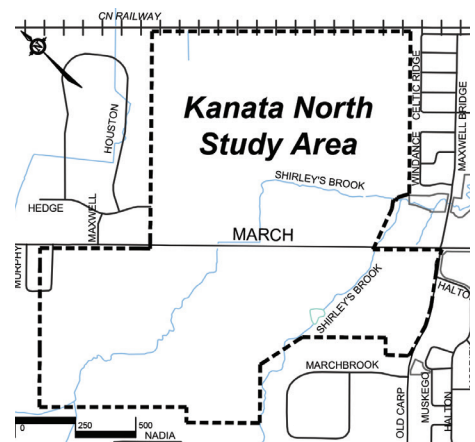 CN RAILWAY
N
Kanata North
Study Area
HOUSTON
CELTIC RIDGE
MAXWELL BRIDGE
WINDANCE
SHIRLEY'S BROOK
HEDGE
MAXWELL
MARCH
MURPHY
HALTON
SHIRLEY'S BROOK
MARCHBROOK
OLD CARP
MUSKEGO
HALTON
0 250 500
NADIA